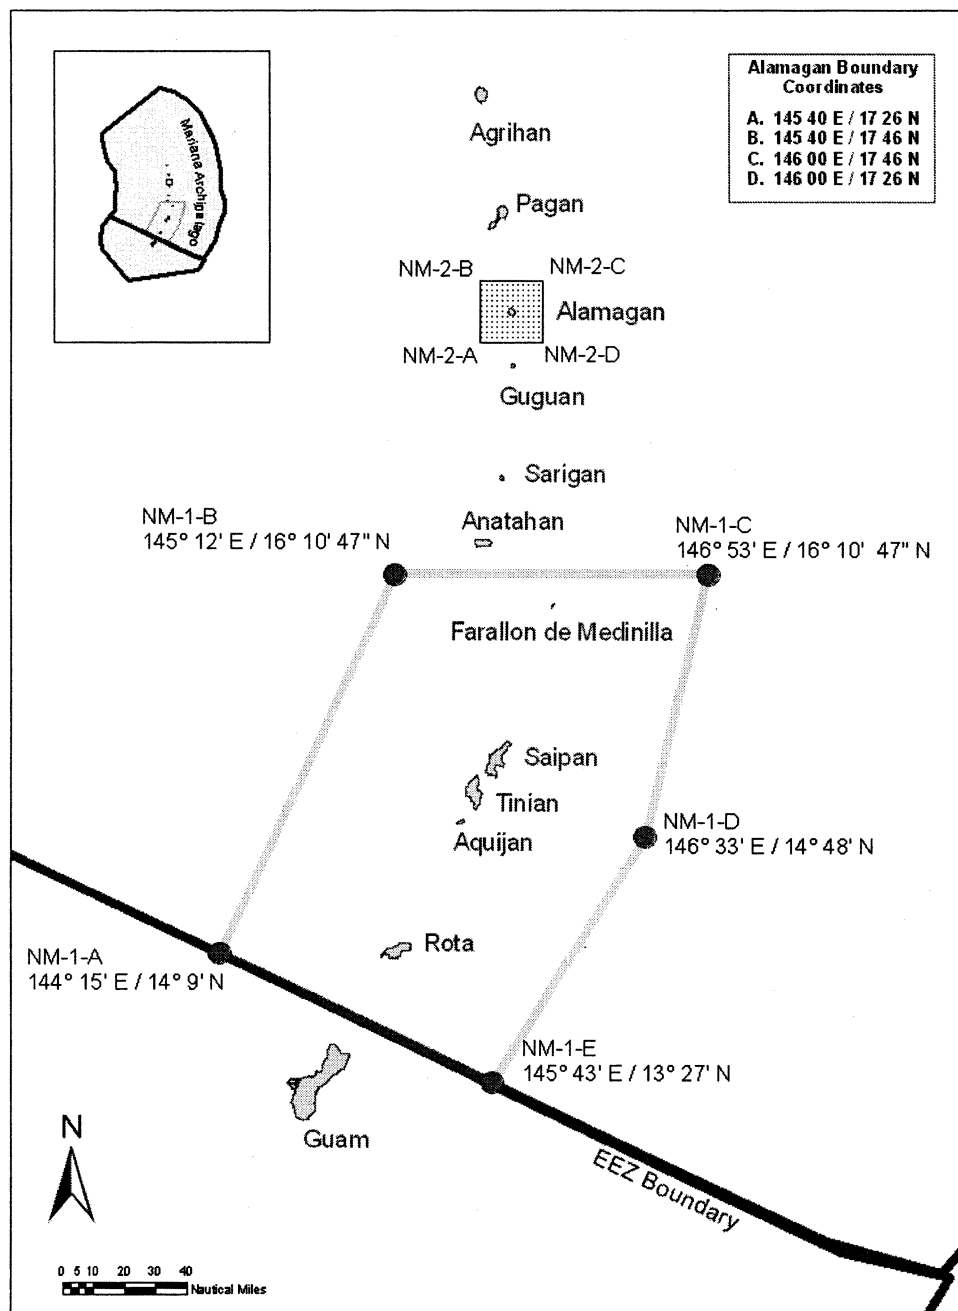 Mariana Archipelago
Alamagan Boundary
Coordinates
A. 145 40 E / 17 26 N
B. 145 40 E / 17 46 N
C. 146 00 E / 17 46 N
D. 146 00 E / 17 26 N
Agrihan
Pagan
NM-2-B
NM-2-C
Alamagan
NM-2-A
NM-2-D
Guguan
Sarigan
Anatahan
NM-1-B
145° 12' E / 16° 10' 47" N
NM-1-C
146° 53' E / 16° 10' 47" N
Farallon de Medinilla
Saipan
Tinian
Aquijan
NM-1-D
146° 33' E / 14° 48' N
Rota
NM-1-A
144° 15' E / 14° 9' N
NM-1-E
145° 43' E / 13° 27' N
Guam
EEZ Boundary
N
0 5 10 20 30 40
Nautical Miles